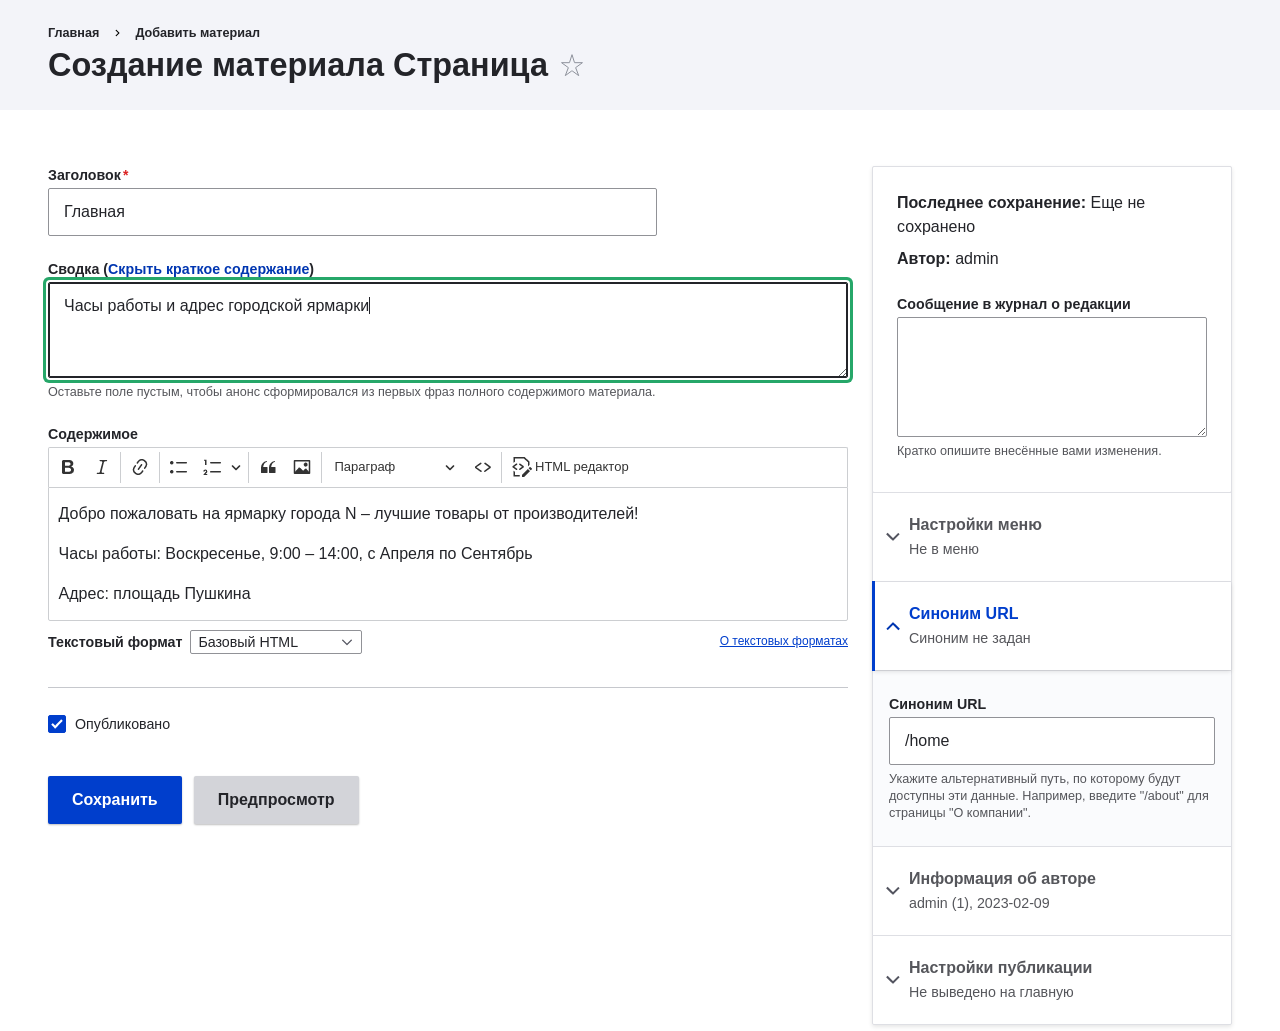 Главная › Добавить материал
Создание материала Страница
Заголовок*
Главная
Сводка (Скрыть краткое содержание)
Часы работы и адрес городской ярмарки
Оставьте поле пустым, чтобы анонс сформировался из первых фраз полного содержимого материала.
Содержимое
B I Параграф HTML редактор
Добро пожаловать на ярмарку города N – лучшие товары от производителей!
Часы работы: Воскресенье, 9:00 – 14:00, с Апреля по Сентябрь
Адрес: площадь Пушкина
Текстовый формат Базовый HTML О текстовых форматах
Опубликовано
Сохранить Предпросмотр
Последнее сохранение: Еще не
сохранено
Автор: admin
Сообщение в журнал о редакции
Кратко опишите внесённые вами изменения.
Настройки меню
Не в меню
Синоним URL
Синоним не задан
Синоним URL
/home
Укажите альтернативный путь, по которому будут
доступны эти данные. Например, введите "/about" для
страницы "О компании".
Информация об авторе
admin (1), 2023-02-09
Настройки публикации
Не выведено на главную